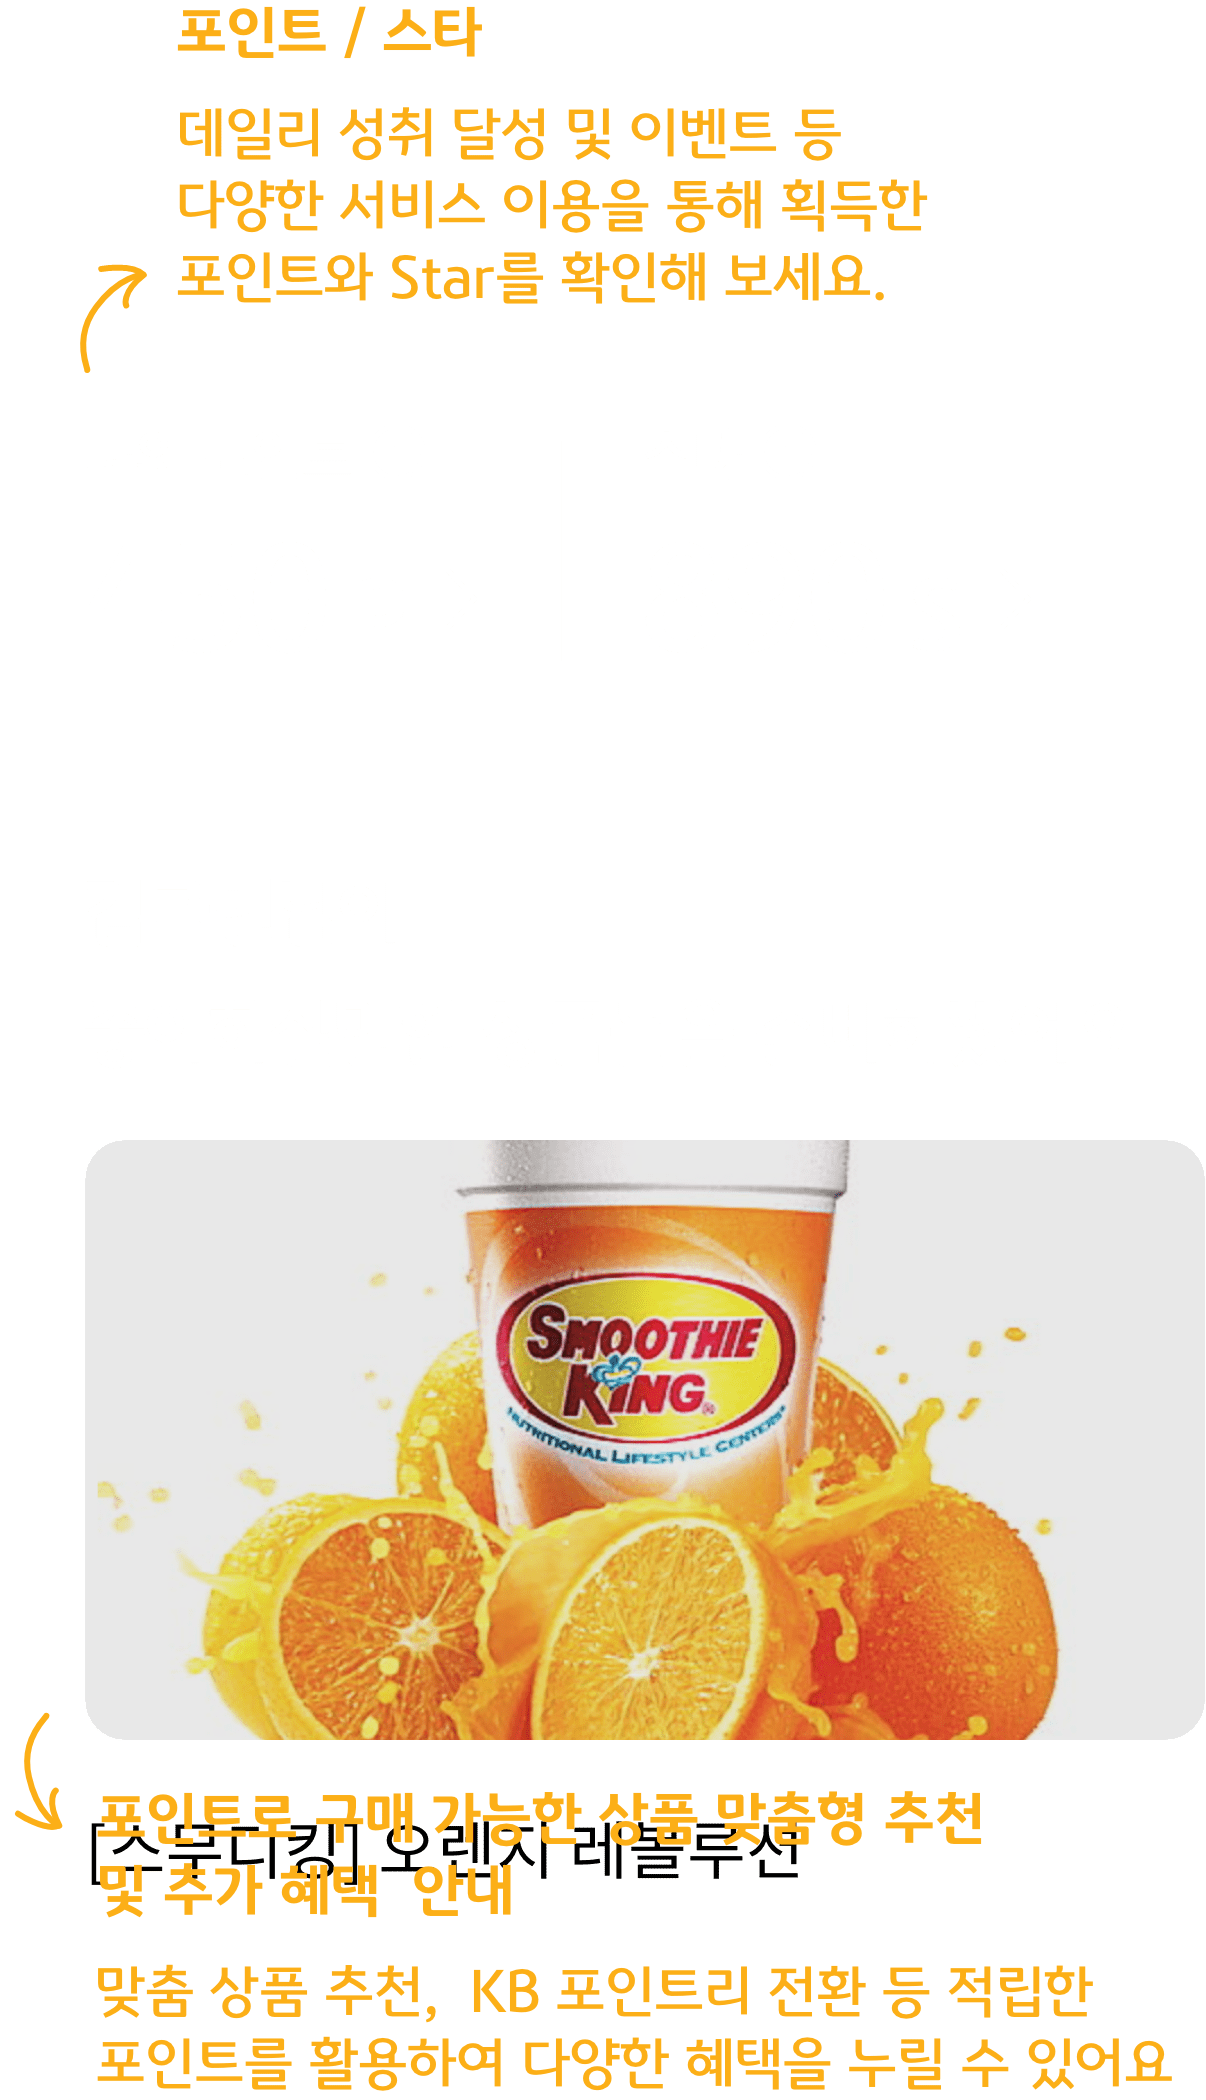 포인트 / 스타
데일리 성취 달성 및 이벤트 등
다양한 서비스 이용을 통해 획득한
포인트와 Star를 확인해 보세요.
SMOOTHIE
KING®
NUTRITIONAL LIFESTYLE CENTERS®
포인트로 구매 가능한 상품 맞춤형 추천
[스무디킹] 오렌지 레볼루션
및 추가 혜택 안내
맞춤 상품 추천, KB 포인트리 전환 등 적립한
포인트를 활용하여 다양한 혜택을 누릴 수 있어요